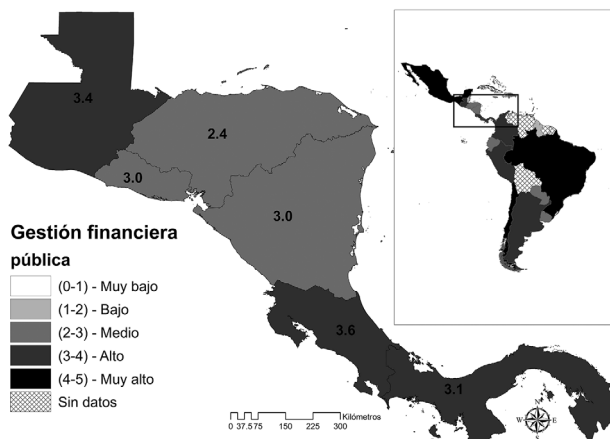 3.4
2.4
3.0
3.0
3.6
3.1
Gestión financiera
pública
(0-1) - Muy bajo
(1-2) - Bajo
(2-3) - Medio
(3-4) - Alto
(4-5) - Muy alto
Sin datos
Kilómetros
0 37.5 75 150 225 300
N
W E
S